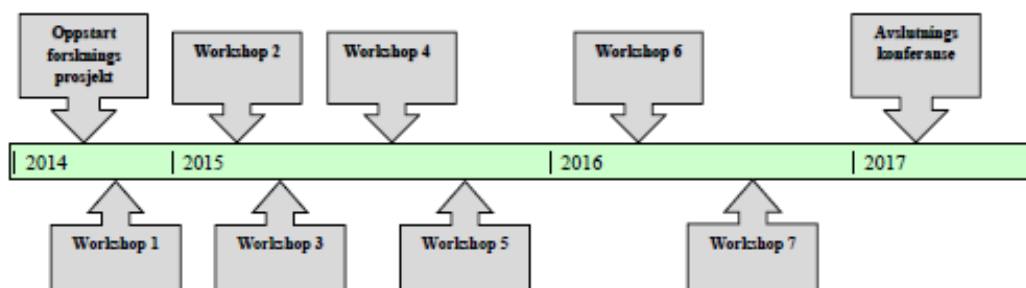 Oppstart
forsknings
prosjekt
Workshop 2
Workshop 4
Workshop 6
Avslutnings
konferanse
2014
2015
2016
2017
Workshop 1
Workshop 3
Workshop 5
Workshop 7